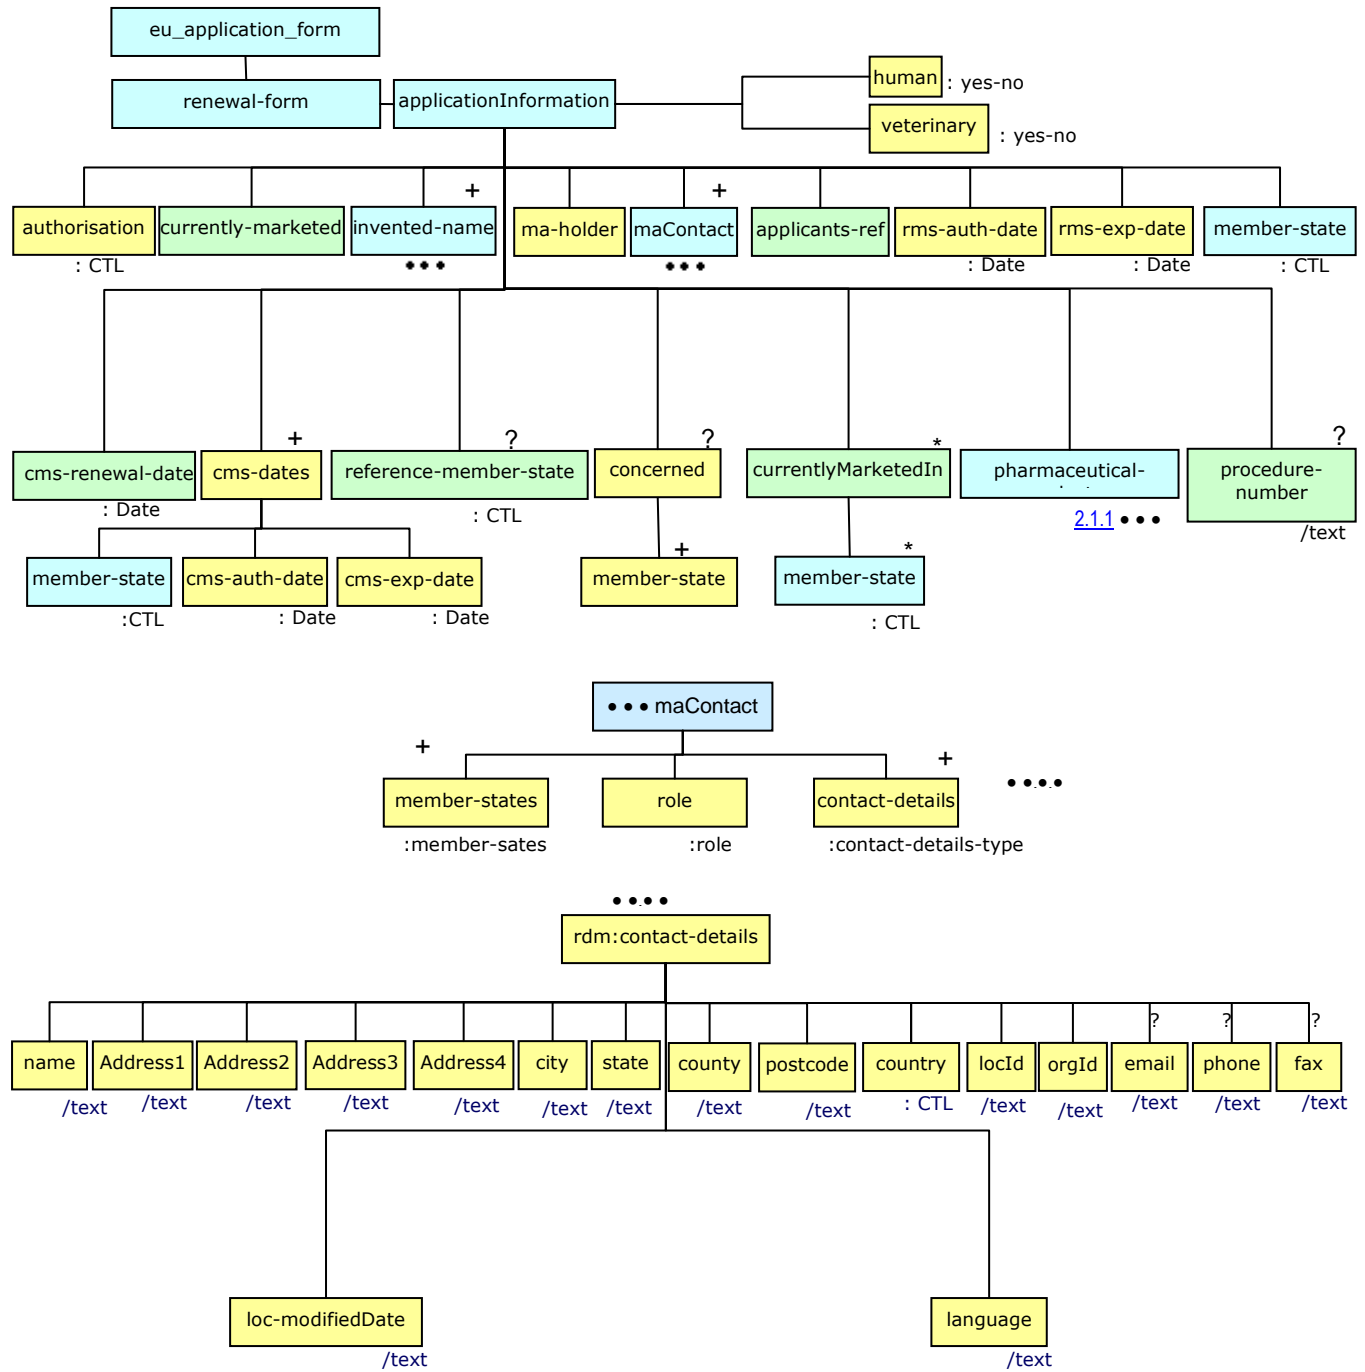 eu_application_form
renewal-form
applicationInformation
human
: yes-no
veterinary
: yes-no
+
+
authorisation
currently-marketed
invented-name
ma-holder
maContact
applicants-ref
rms-auth-date
rms-exp-date
member-state
: CTL
•••
•••
: Date
: Date
: CTL
+
?
?
*
?
cms-renewal-date
cms-dates
reference-member-state
concerned
currentlyMarketedIn
pharmaceutical-
procedure-
number
: Date
: CTL
2.1.1 •••
/text
+
*
member-state
cms-auth-date
cms-exp-date
member-state
member-state
:CTL
: Date
: Date
: CTL
••• maContact
+
+
member-states
role
contact-details
••.••
:member-sates
:role
:contact-details-type
••.••
rdm:contact-details
?
?
?
name
Address1
Address2
Address3
Address4
city
state
county
postcode
country
locId
orgId
email
phone
fax
/text
/text
/text
/text
/text
/text
/text
/text
/text
: CTL
/text
/text
/text
/text
/text
loc-modifiedDate
language
/text
/text